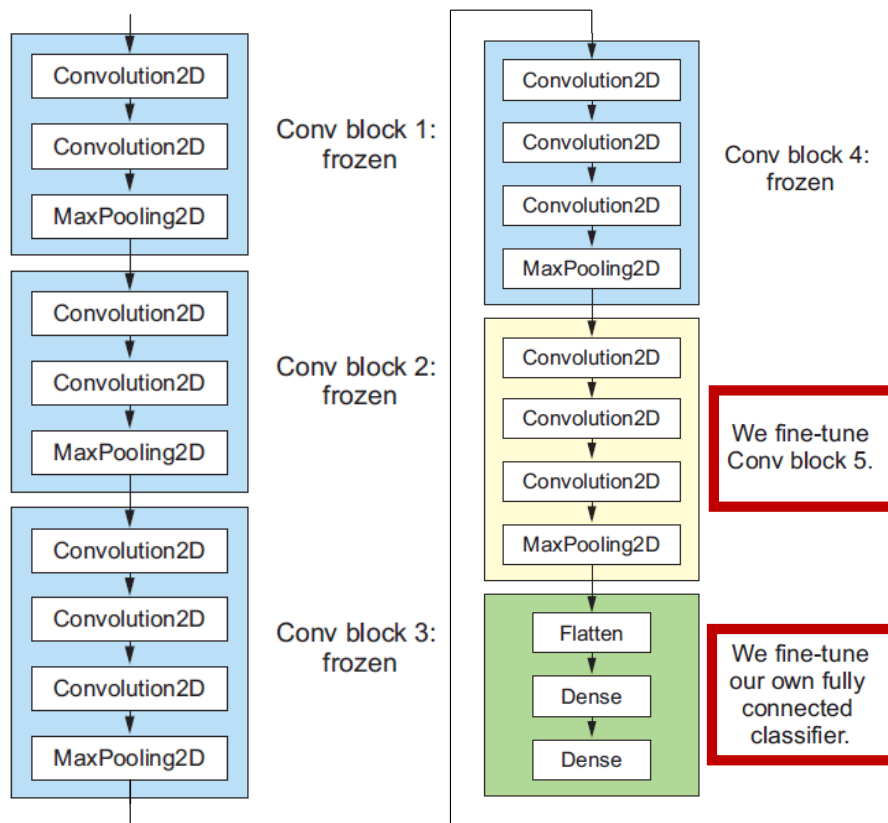 Convolution2D
Convolution2D
MaxPooling2D
Conv block 1:
frozen
Convolution2D
Convolution2D
MaxPooling2D
Conv block 2:
frozen
Convolution2D
Convolution2D
Convolution2D
MaxPooling2D
Conv block 3:
frozen
Convolution2D
Convolution2D
Convolution2D
MaxPooling2D
Conv block 4:
frozen
Convolution2D
Convolution2D
Convolution2D
MaxPooling2D
We fine-tune
Conv block 5.
Flatten
Dense
Dense
We fine-tune
our own fully
connected
classifier.